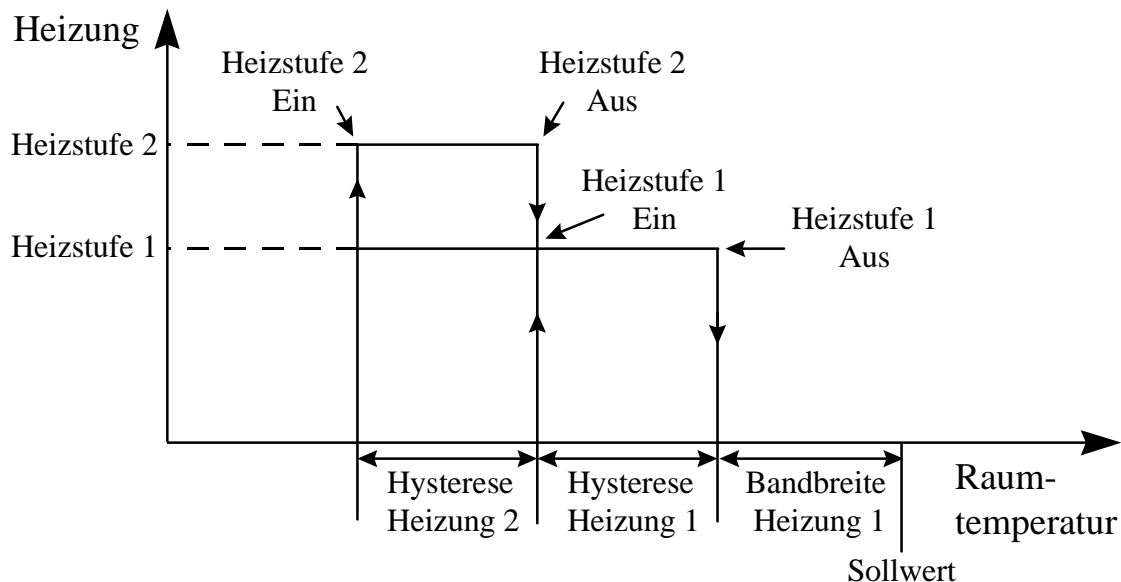 Heizung
Heizstufe 2
Ein
Heizstufe 2
Aus
Heizstufe 2
Heizstufe 1
Ein
Heizstufe 1
Aus
Heizstufe 1
Hysterese
Heizung 2
Hysterese
Heizung 1
Bandbreite
Heizung 1
Raum-
temperatur
Sollwert